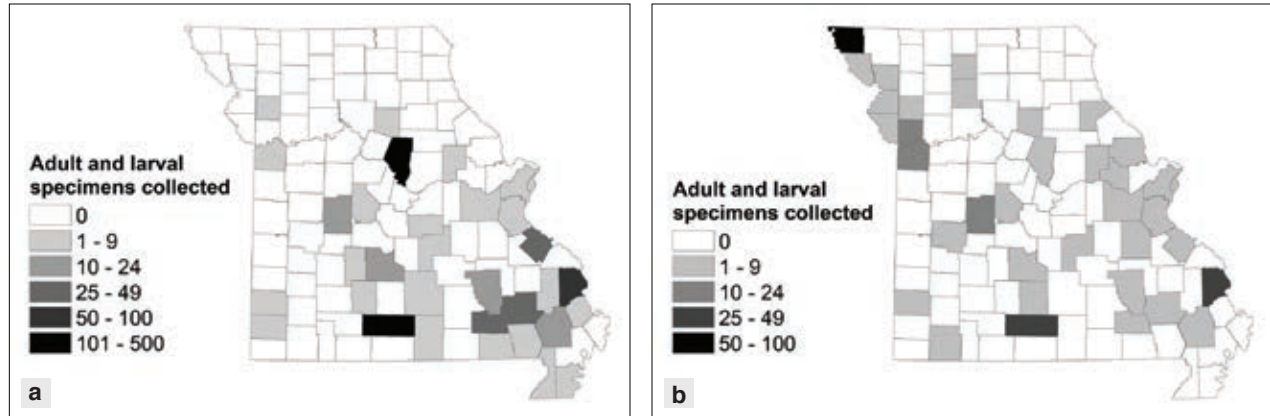 Adult and larval
specimens collected
0
1 - 9
10 - 24
25 - 49
50 - 100
101 - 500
a
Adult and larval
specimens collected
0
1 - 9
10 - 24
25 - 49
50 - 100
b